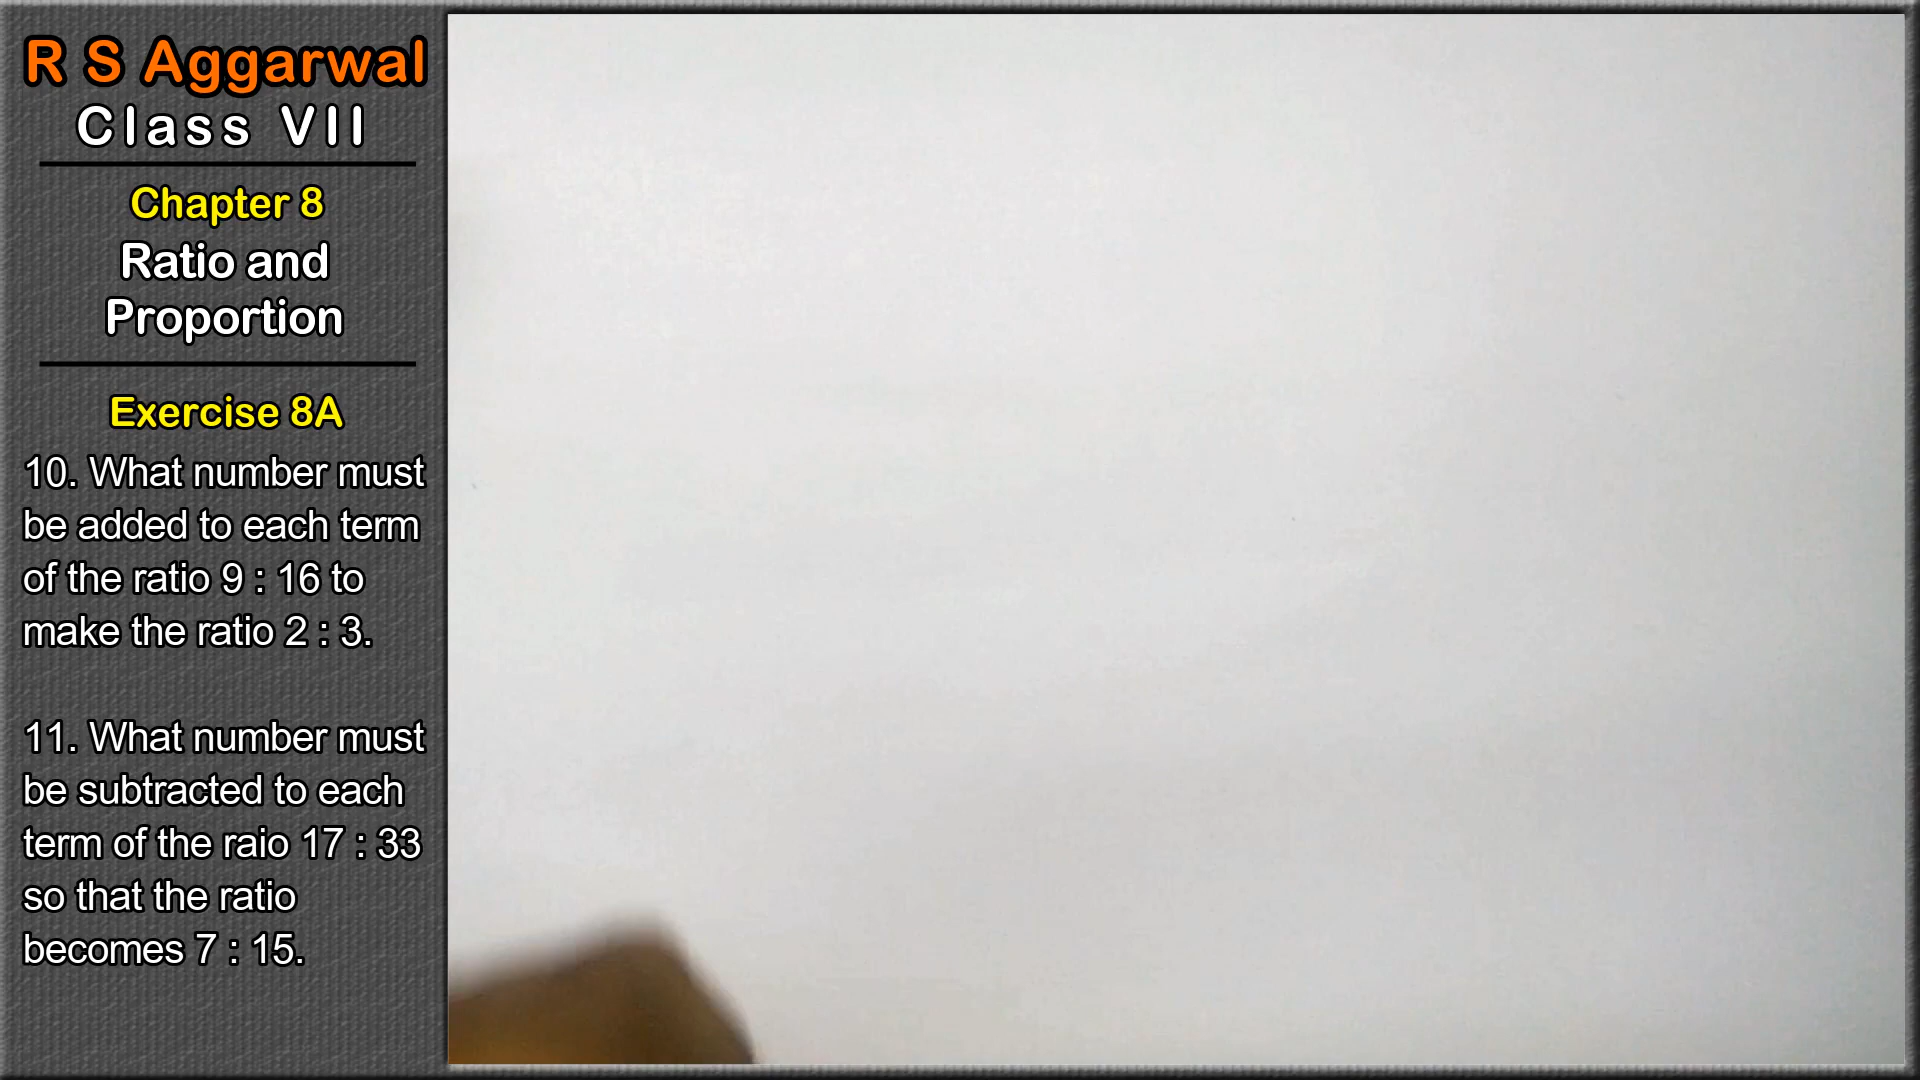 R S Aggarwal
Class VII
Chapter 8
Ratio and
Proportion
Exercise 8A
10. What number must
be added to each term
of the ratio 9 : 16 to
make the ratio 2 : 3.
11. What number must
be subtracted to each
term of the raio 17 : 33
so that the ratio
becomes 7 : 15.